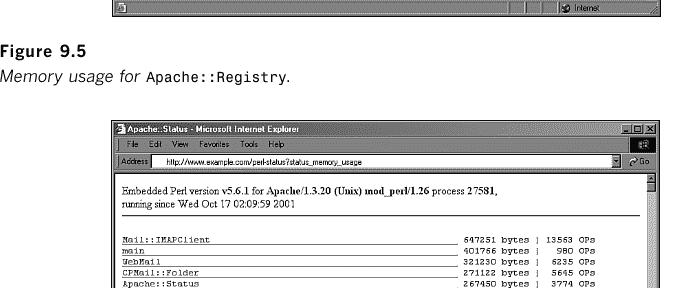 Internet
Figure 9.5
Memory usage for Apache::Registry.
Apache::Status - Microsoft Internet Explorer
File Edit View Favorites Tools Help
Address http://www.example.com/perl-status?status_memory_usage Go
Embedded Perl version v5.6.1 for Apache/1.3.20 (Unix) mod_perl/1.26 process 27581,
running since Wed Oct 17 02:09:59 2001
Mail::IMAPClient 647251 bytes | 13563 OPs
main 401766 bytes | 980 OPs
WebMail 321230 bytes | 6235 OPs
CPMail::Folder 271122 bytes | 5645 OPs
Apache::Status 267450 bytes | 3774 OPs